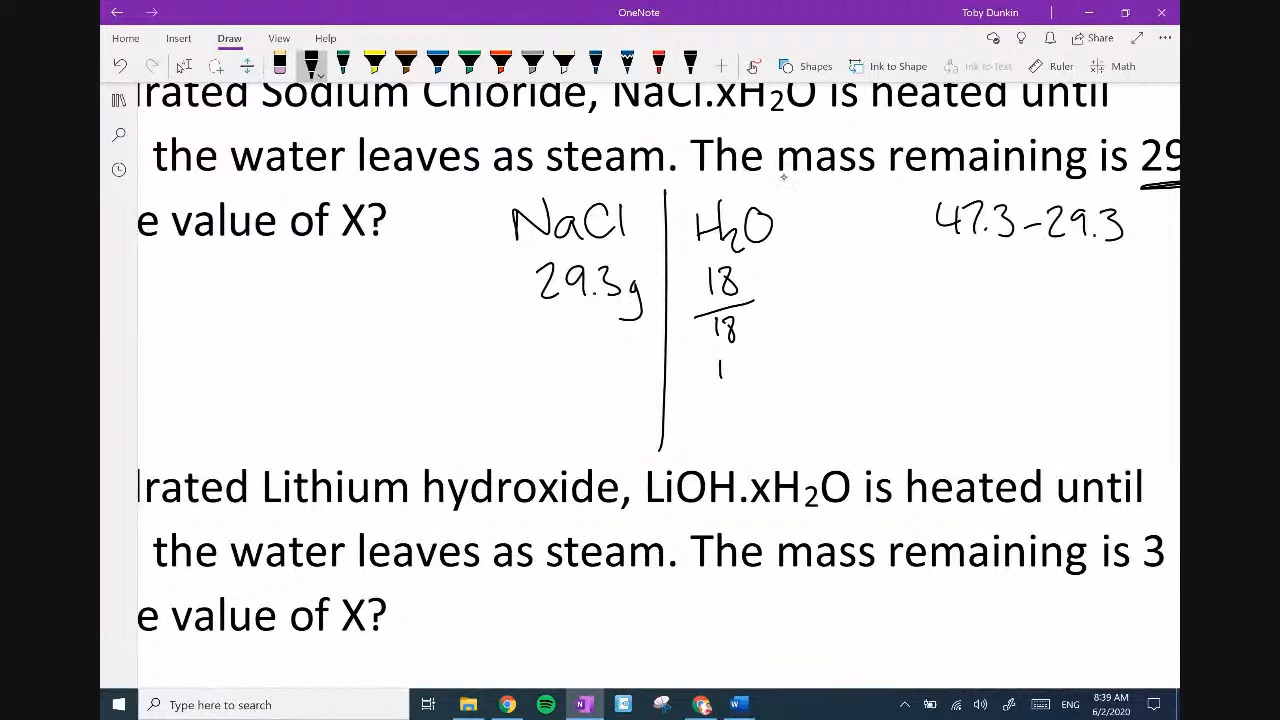 OneNote
Toby Dunkin
Home Insert Draw View Help
Share
Shapes Ink to Shape Ink to Text Ruler Math
lrated Sodium Chloride, NaCl.xH₂O is heated until
the water leaves as steam. The mass remaining is 29
e value of X?
NaCl H₂O 47.3-29.3
29.3g 18
18
1
lrated Lithium hydroxide, LiOH.xH₂O is heated until
the water leaves as steam. The mass remaining is 3
e value of X?
Type here to search
ENG
8:39 AM
6/2/2020